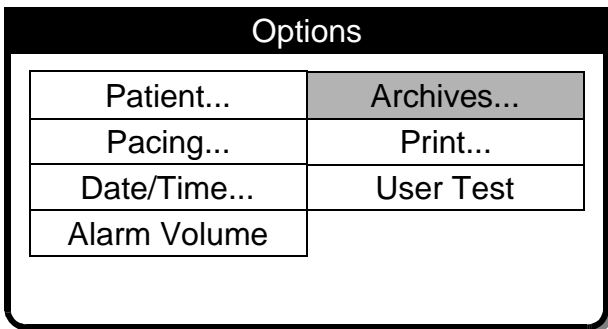 Options
Patient... Archives...
Pacing... Print...
Date/Time... User Test
Alarm Volume